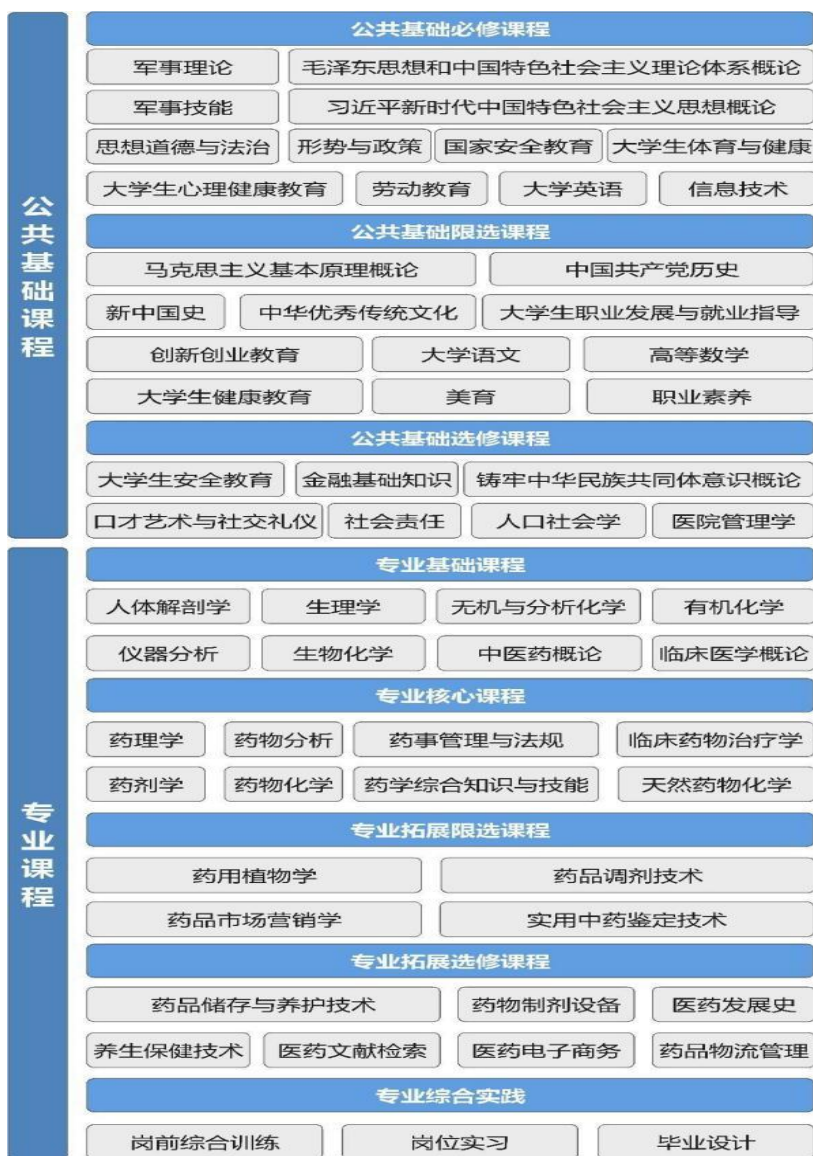 公共基础课程
公共基础必修课程
军事理论 毛泽东思想和中国特色社会主义理论体系概论
军事技能 习近平新时代中国特色社会主义思想概论
思想道德与法治 形势与政策 国家安全教育 大学生体育与健康
大学生心理健康教育 劳动教育 大学英语 信息技术
公共基础限选课程
马克思主义基本原理概论 中国共产党历史
新中国史 中华优秀传统文化 大学生职业发展与就业指导
创新创业教育 大学语文 高等数学
大学生健康教育 美育 职业素养
公共基础选修课程
大学生安全教育 金融基础知识 铸牢中华民族共同体意识概论
口才艺术与社交礼仪 社会责任 人口社会学 医院管理学
专业课程
专业基础课程
人体解剖学 生理学 无机与分析化学 有机化学
仪器分析 生物化学 中医药概论 临床医学概论
专业核心课程
药理学 药物分析 药事管理与法规 临床药物治疗学
药剂学 药物化学 药学综合知识与技能 天然药物化学
专业拓展限选课程
药用植物学 药品调剂技术
药品市场营销学 实用中药鉴定技术
专业拓展选修课程
药品储存与养护技术 药物制剂设备 医药发展史
养生保健技术 医药文献检索 医药电子商务 药品物流管理
专业综合实践
岗前综合训练 岗位实习 毕业设计